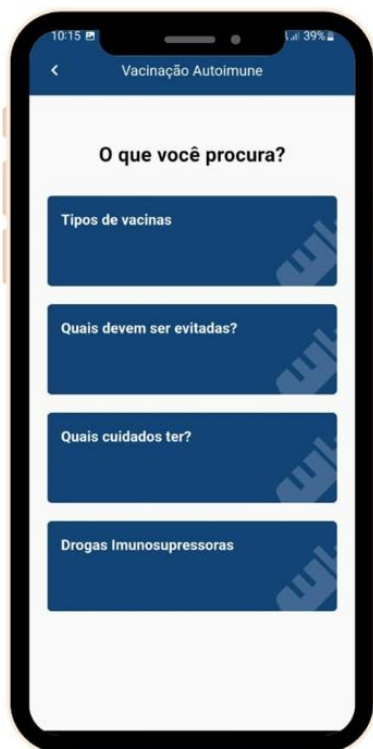 10:15 39%
Vacinação Autoimune
O que você procura?
Tipos de vacinas
Quais devem ser evitadas?
Quais cuidados ter?
Drogas Imunosupressoras